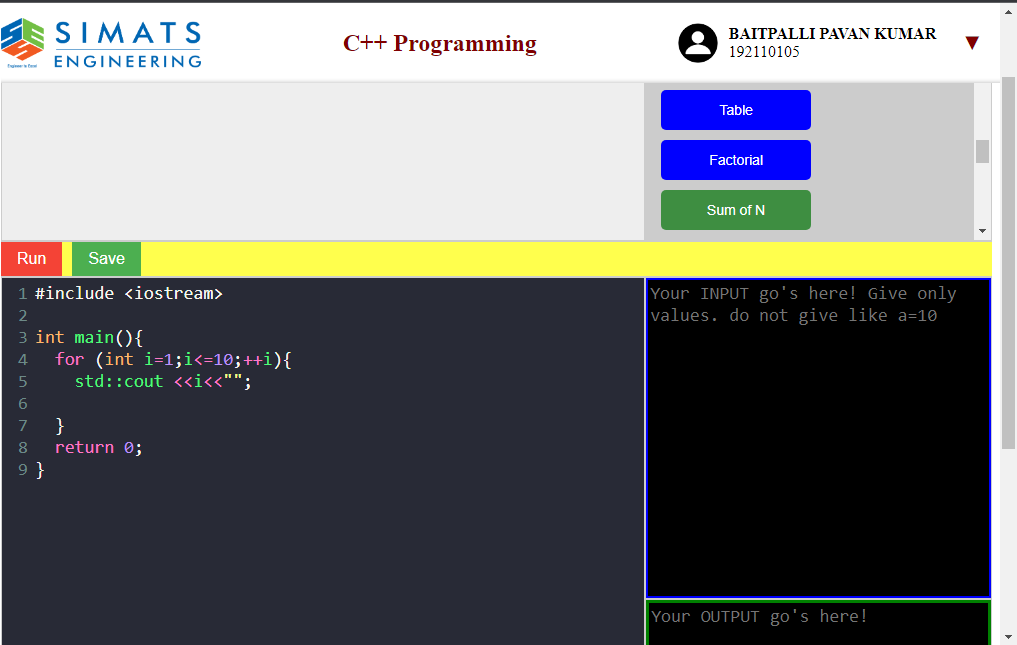 SIMATS
ENGINEERING
Engineer to Excel
C++ Programming
BAITPALLI PAVAN KUMAR
192110105
▼
Table
Factorial
Sum of N
Run
Save
1 #include <iostream>
2
3 int main(){
4   for (int i=1;i<=10;++i){
5     std::cout <<i<<"";
6
7   }
8   return 0;
9 }
Your INPUT go's here! Give only
values. do not give like a=10
Your OUTPUT go's here!